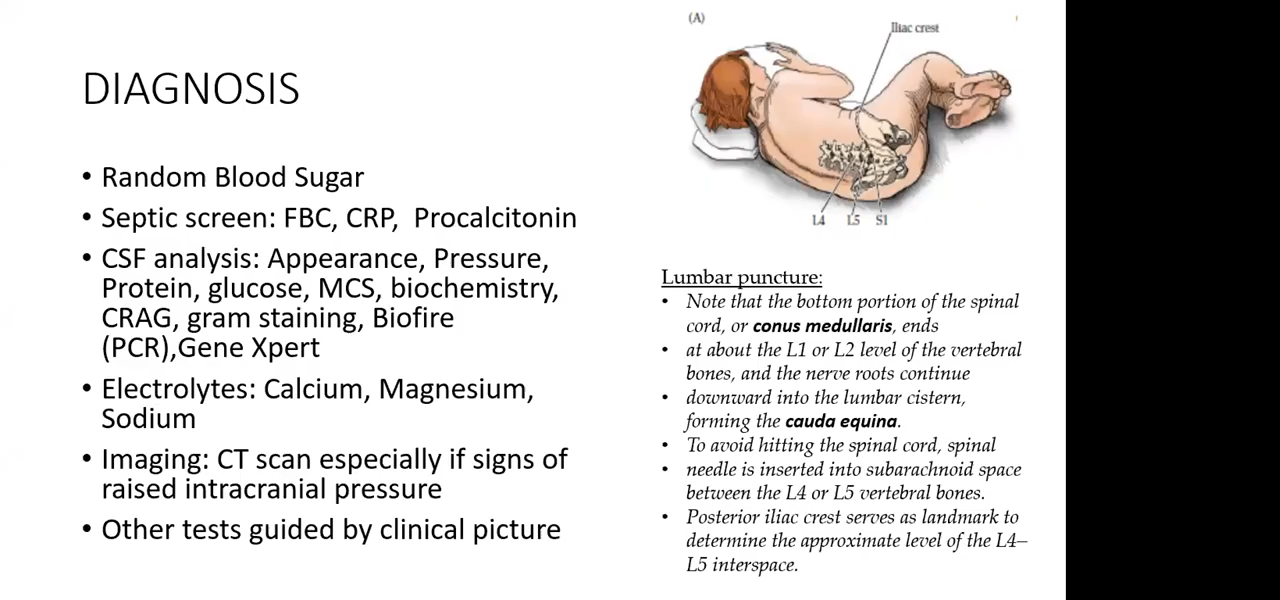 DIAGNOSIS
• Random Blood Sugar
• Septic screen: FBC, CRP, Procalcitonin
• CSF analysis: Appearance, Pressure,
Protein, glucose, MCS, biochemistry,
CRAG, gram staining, Biofire
(PCR),Gene Xpert
• Electrolytes: Calcium, Magnesium,
Sodium
• Imaging: CT scan especially if signs of
raised intracranial pressure
• Other tests guided by clinical picture
(A)
Iliac crest
L4 L5 S1
Lumbar puncture:
• Note that the bottom portion of the spinal
cord, or conus medullaris, ends
• at about the L1 or L2 level of the vertebral
bones, and the nerve roots continue
• downward into the lumbar cistern,
forming the cauda equina.
• To avoid hitting the spinal cord, spinal
• needle is inserted into subarachnoid space
between the L4 or L5 vertebral bones.
• Posterior iliac crest serves as landmark to
determine the approximate level of the L4–
L5 interspace.